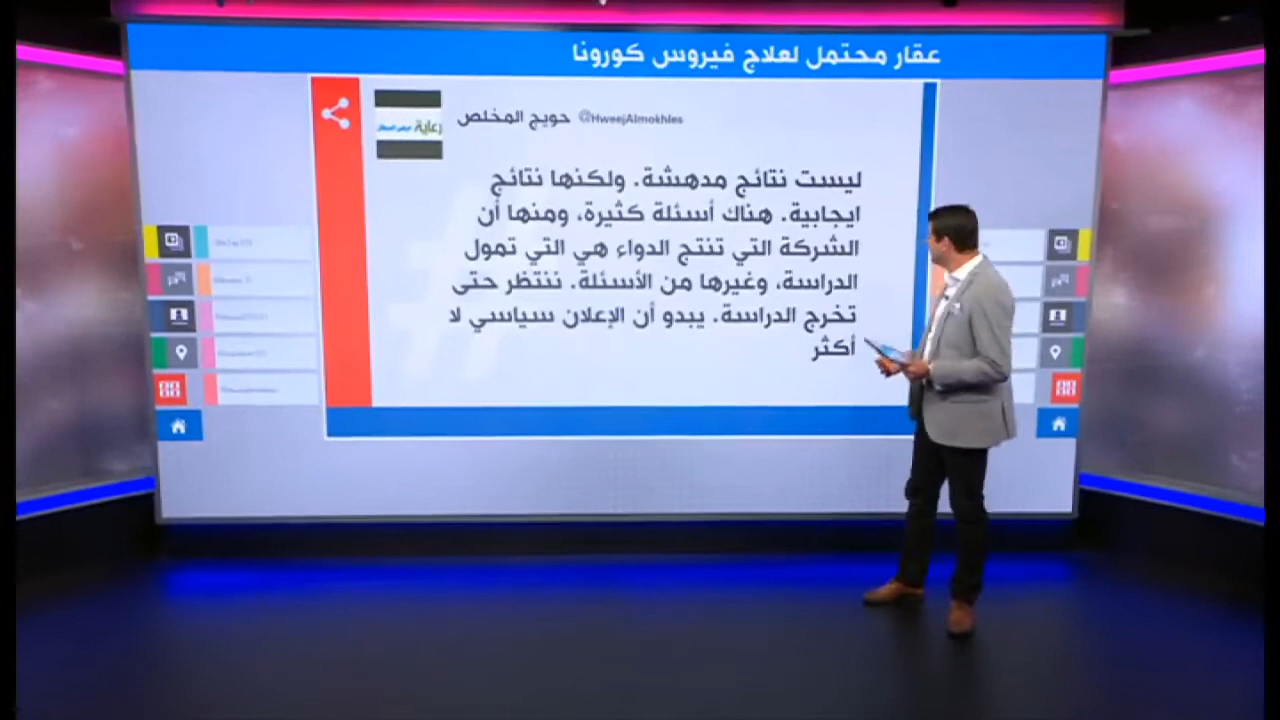 عقار محتمل لعلاج فيروس كورونا
حويج المخلص @HweejAlmokhles
رعاية
ليست نتائج مدهشة. ولكنها نتائج
ايجابية. هناك أسئلة كثيرة، ومنها أن
الشركة التي تنتج الدواء هي التي تمول
الدراسة، وغيرها من الأسئلة. ننتظر حتى
تخرج الدراسة. يبدو أن الإعلان سياسي لا
أكثر